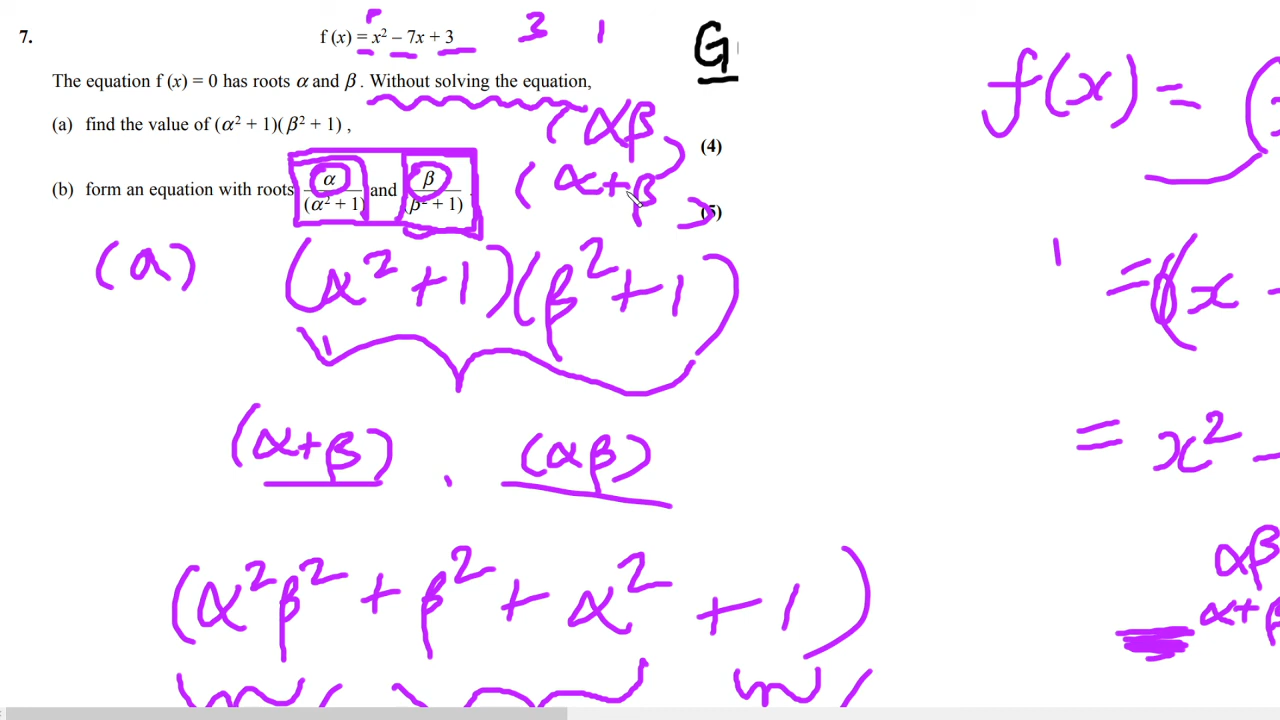 7.
f (x) = x² – 7x + 3
3 1
G
The equation f (x) = 0 has roots α and β . Without solving the equation,
f(x) = (
(a) find the value of (α² + 1)( β² + 1) ,
(αβ)
(4)
(b) form an equation with roots α/(α² + 1) and β/(β² + 1)
(α+β)
(5)
(a) (α²+1)(β²+1)
= (x -
(α+β) . (αβ)
= x² -
(α²β² + β² + α² + 1)
αβ
α+β